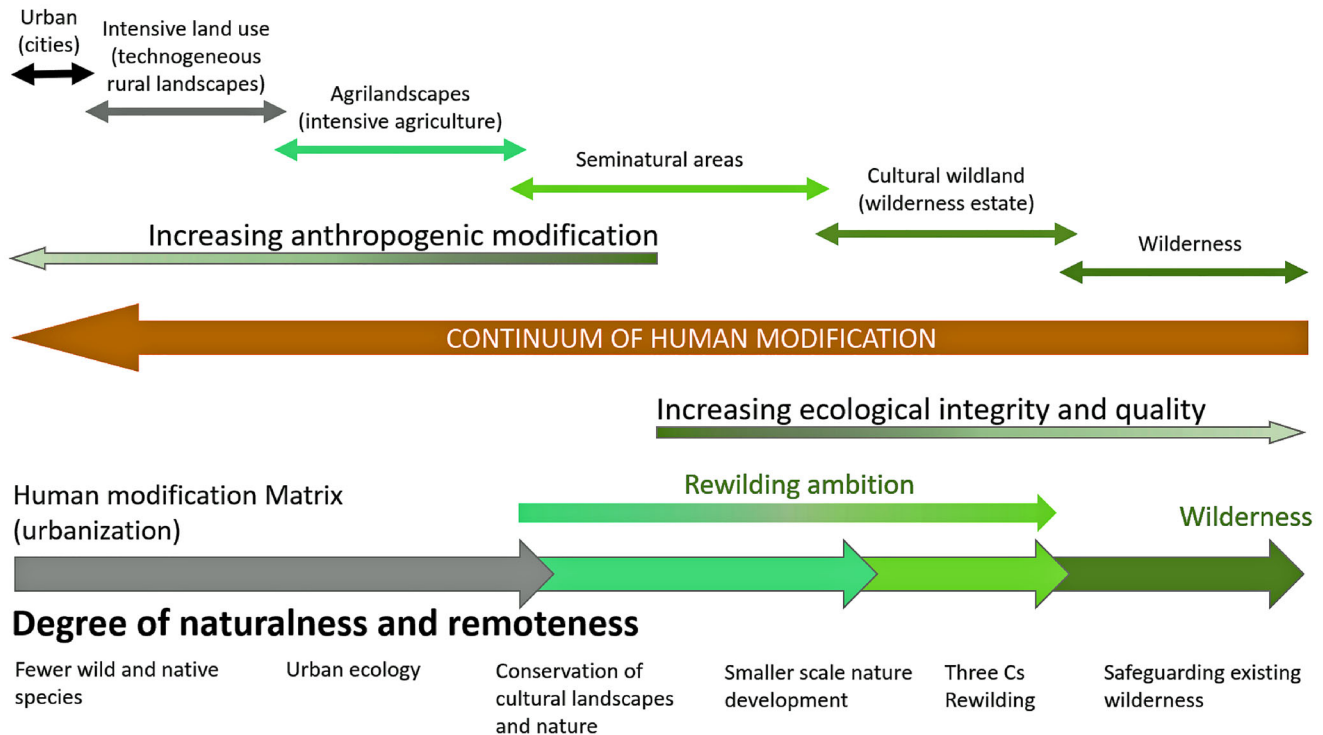 Urban
(cities)
Intensive land use
(technogeneous
rural landscapes)
Agrilandscapes
(intensive agriculture)
Seminatural areas
Cultural wildland
(wilderness estate)
Wilderness
Increasing anthropogenic modification
CONTINUUM OF HUMAN MODIFICATION
Increasing ecological integrity and quality
Human modification Matrix
(urbanization)
Rewilding ambition
Wilderness
Degree of naturalness and remoteness
Fewer wild and native
species
Urban ecology
Conservation of
cultural landscapes
and nature
Smaller scale nature
development
Three Cs
Rewilding
Safeguarding existing
wilderness